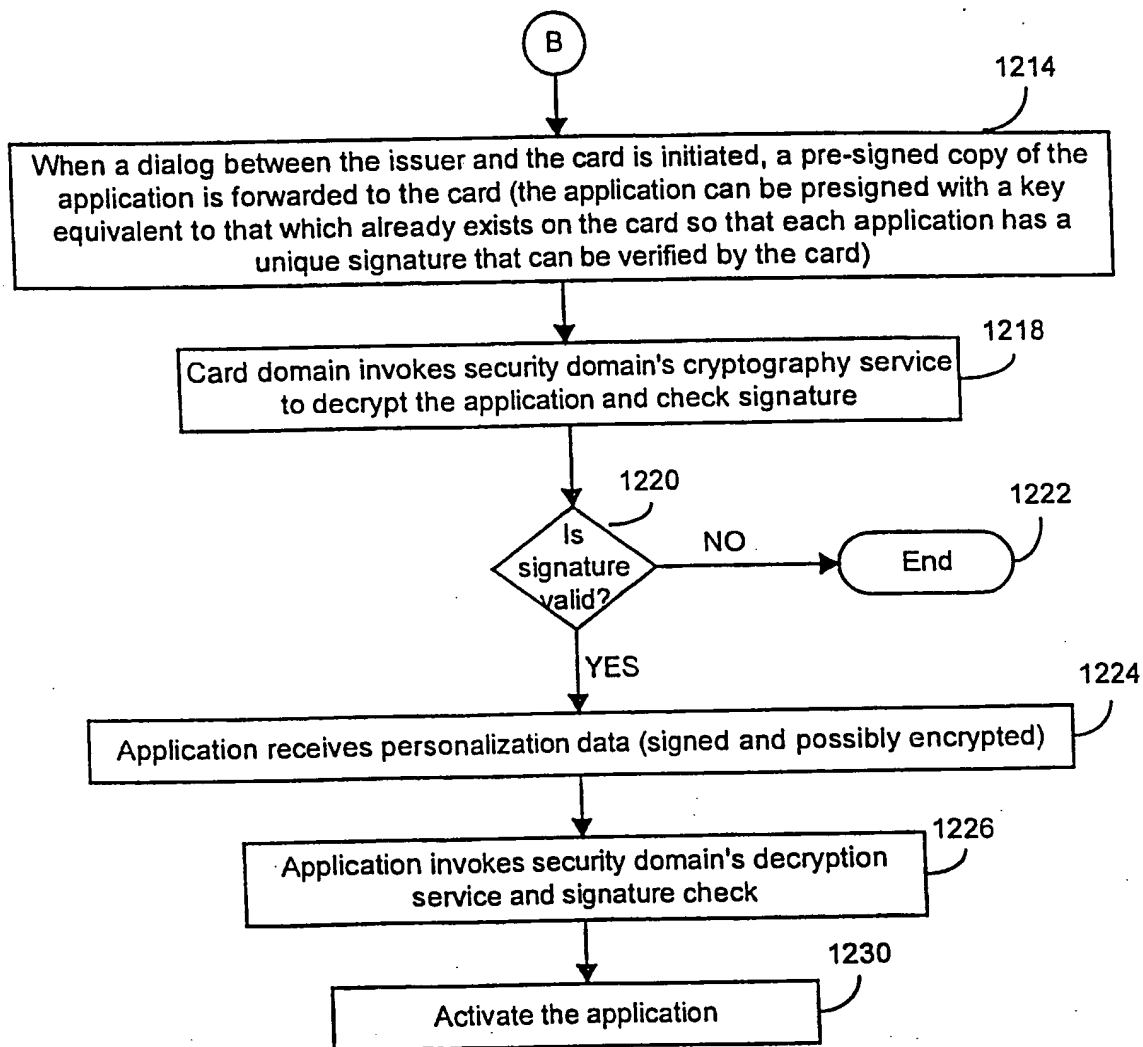 B
1214
When a dialog between the issuer and the card is initiated, a pre-signed copy of the
application is forwarded to the card (the application can be presigned with a key
equivalent to that which already exists on the card so that each application has a
unique signature that can be verified by the card)
1218
Card domain invokes security domain's cryptography service
to decrypt the application and check signature
1220
1222
Is
signature
valid?
NO
End
YES
1224
Application receives personalization data (signed and possibly encrypted)
1226
Application invokes security domain's decryption
service and signature check
1230
Activate the application